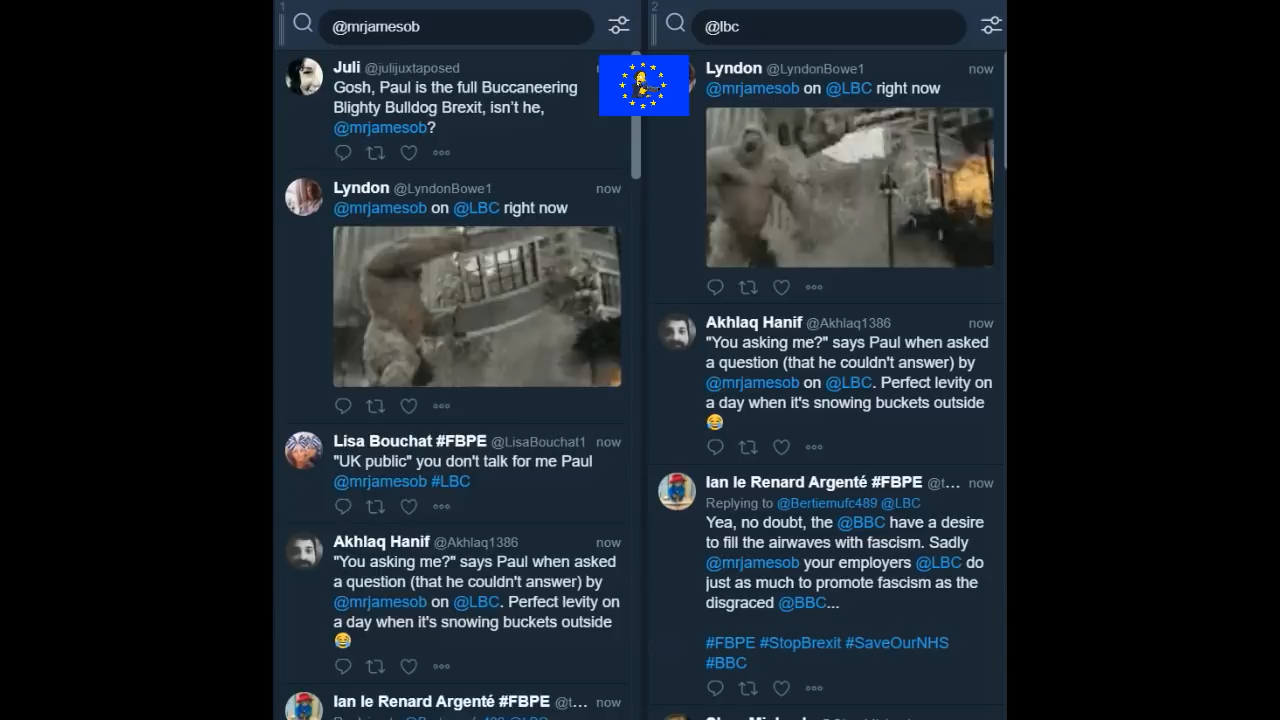 1
@mrjamesob
Juli @julijuxtaposed
Gosh, Paul is the full Buccaneering
Blighty Bulldog Brexit, isn't he,
@mrjamesob?
Lyndon @LyndonBowe1 now
@mrjamesob on @LBC right now
Lisa Bouchat #FBPE @LisaBouchat1 now
"UK public" you don't talk for me Paul
@mrjamesob #LBC
Akhlaq Hanif @Akhlaq1386 now
"You asking me?" says Paul when asked
a question (that he couldn't answer) by
@mrjamesob on @LBC. Perfect levity on
a day when it's snowing buckets outside
😂
Ian le Renard Argenté #FBPE @t... now
2
@lbc
Lyndon @LyndonBowe1 now
@mrjamesob on @LBC right now
Akhlaq Hanif @Akhlaq1386 now
"You asking me?" says Paul when asked
a question (that he couldn't answer) by
@mrjamesob on @LBC. Perfect levity on
a day when it's snowing buckets outside
😂
Ian le Renard Argenté #FBPE @t... now
Replying to @Bertiemufc489 @LBC
Yea, no doubt, the @BBC have a desire
to fill the airwaves with fascism. Sadly
@mrjamesob your employers @LBC do
just as much to promote fascism as the
disgraced @BBC...
#FBPE #StopBrexit #SaveOurNHS
#BBC